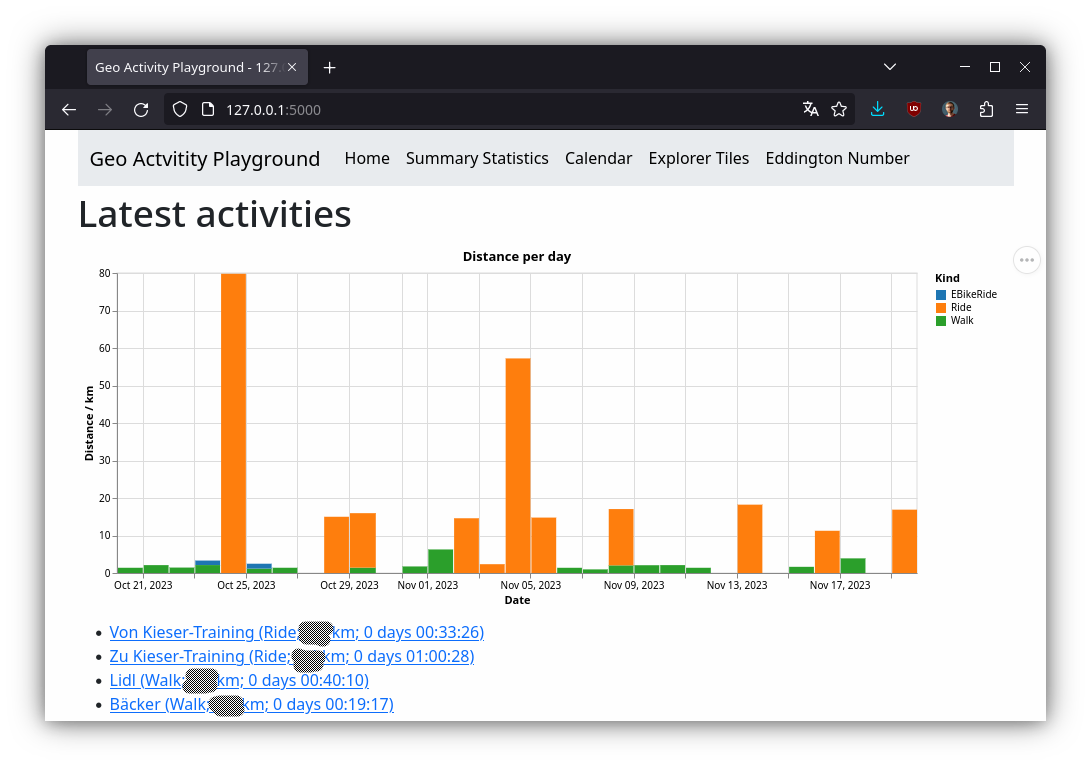 Geo Activity Playground - 127.
127.0.0.1:5000
UD
Geo Actvitity Playground Home Summary Statistics Calendar Explorer Tiles Eddington Number
Latest activities
Distance per day
Kind
EBikeRide
Ride
Walk
Distance / km
80
70
60
50
40
30
20
10
0
Oct 21, 2023 Oct 25, 2023 Oct 29, 2023 Nov 01, 2023 Nov 05, 2023 Nov 09, 2023 Nov 13, 2023 Nov 17, 2023
Date
Von Kieser-Training (Ride; km; 0 days 00:33:26)
Zu Kieser-Training (Ride; km; 0 days 01:00:28)
Lidl (Walk; km; 0 days 00:40:10)
Bäcker (Walk; km; 0 days 00:19:17)